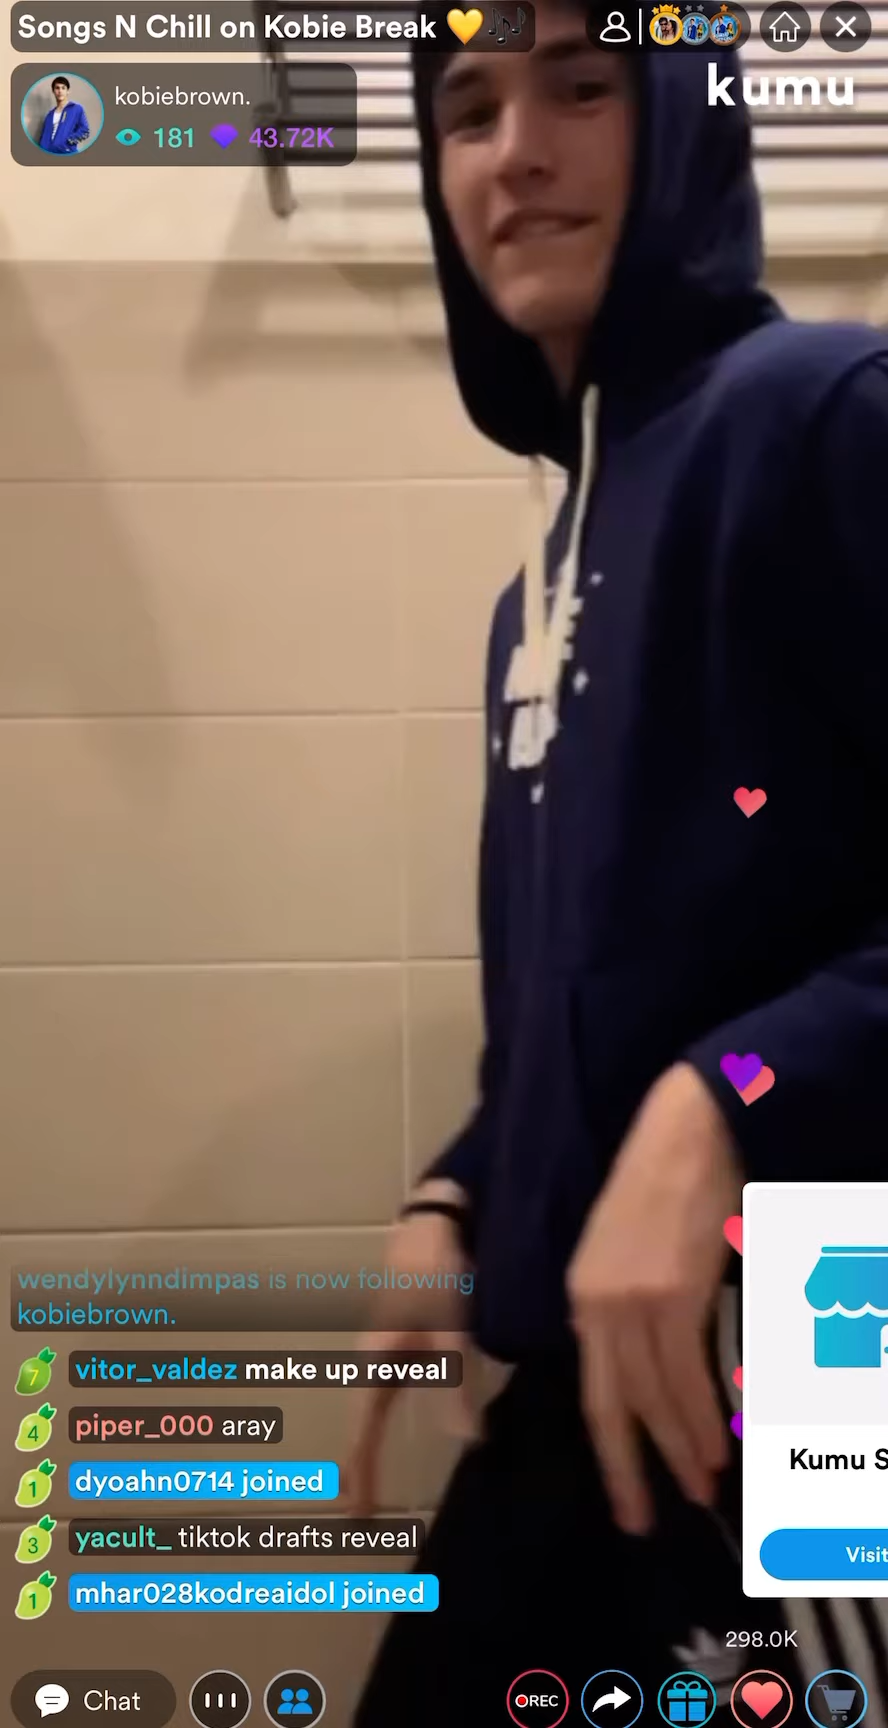 Songs N Chill on Kobie Break 💛🎶
kumu
kobiebrown.
181 43.72K
wendylynndimpas is now following
kobiebrown.
7 vitor_valdez make up reveal
4 piper_000 aray
1 dyoahn0714 joined
3 yacult_ tiktok drafts reveal
1 mhar028kodreaidol joined
Kumu S
Visit
298.0K
Chat
REC